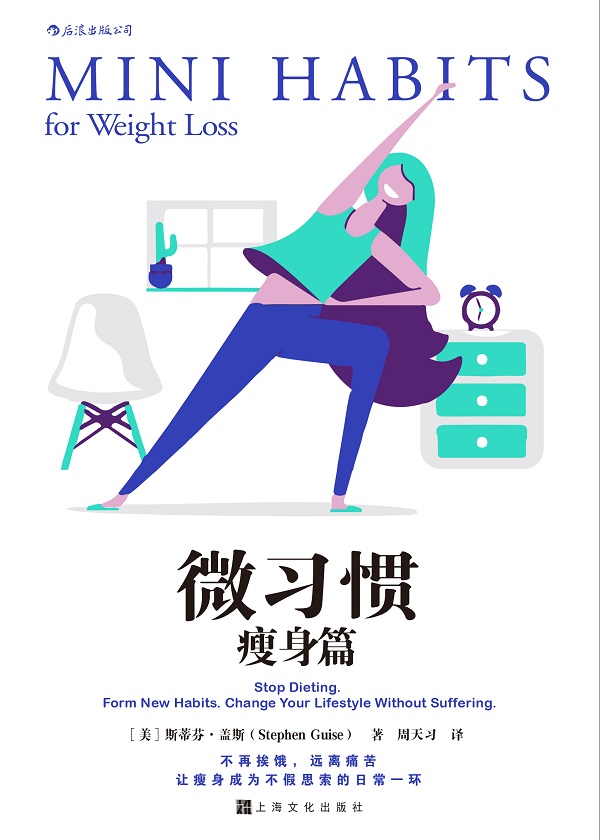 后浪出版公司
MINI HABITS
for Weight Loss
微习惯
瘦身篇
Stop Dieting.
Form New Habits. Change Your Lifestyle Without Suffering.
[美]斯蒂芬·盖斯（Stephen Guise） 著 周天习 译
不再挨饿，远离痛苦
让瘦身成为不假思索的日常一环
上海文化出版社